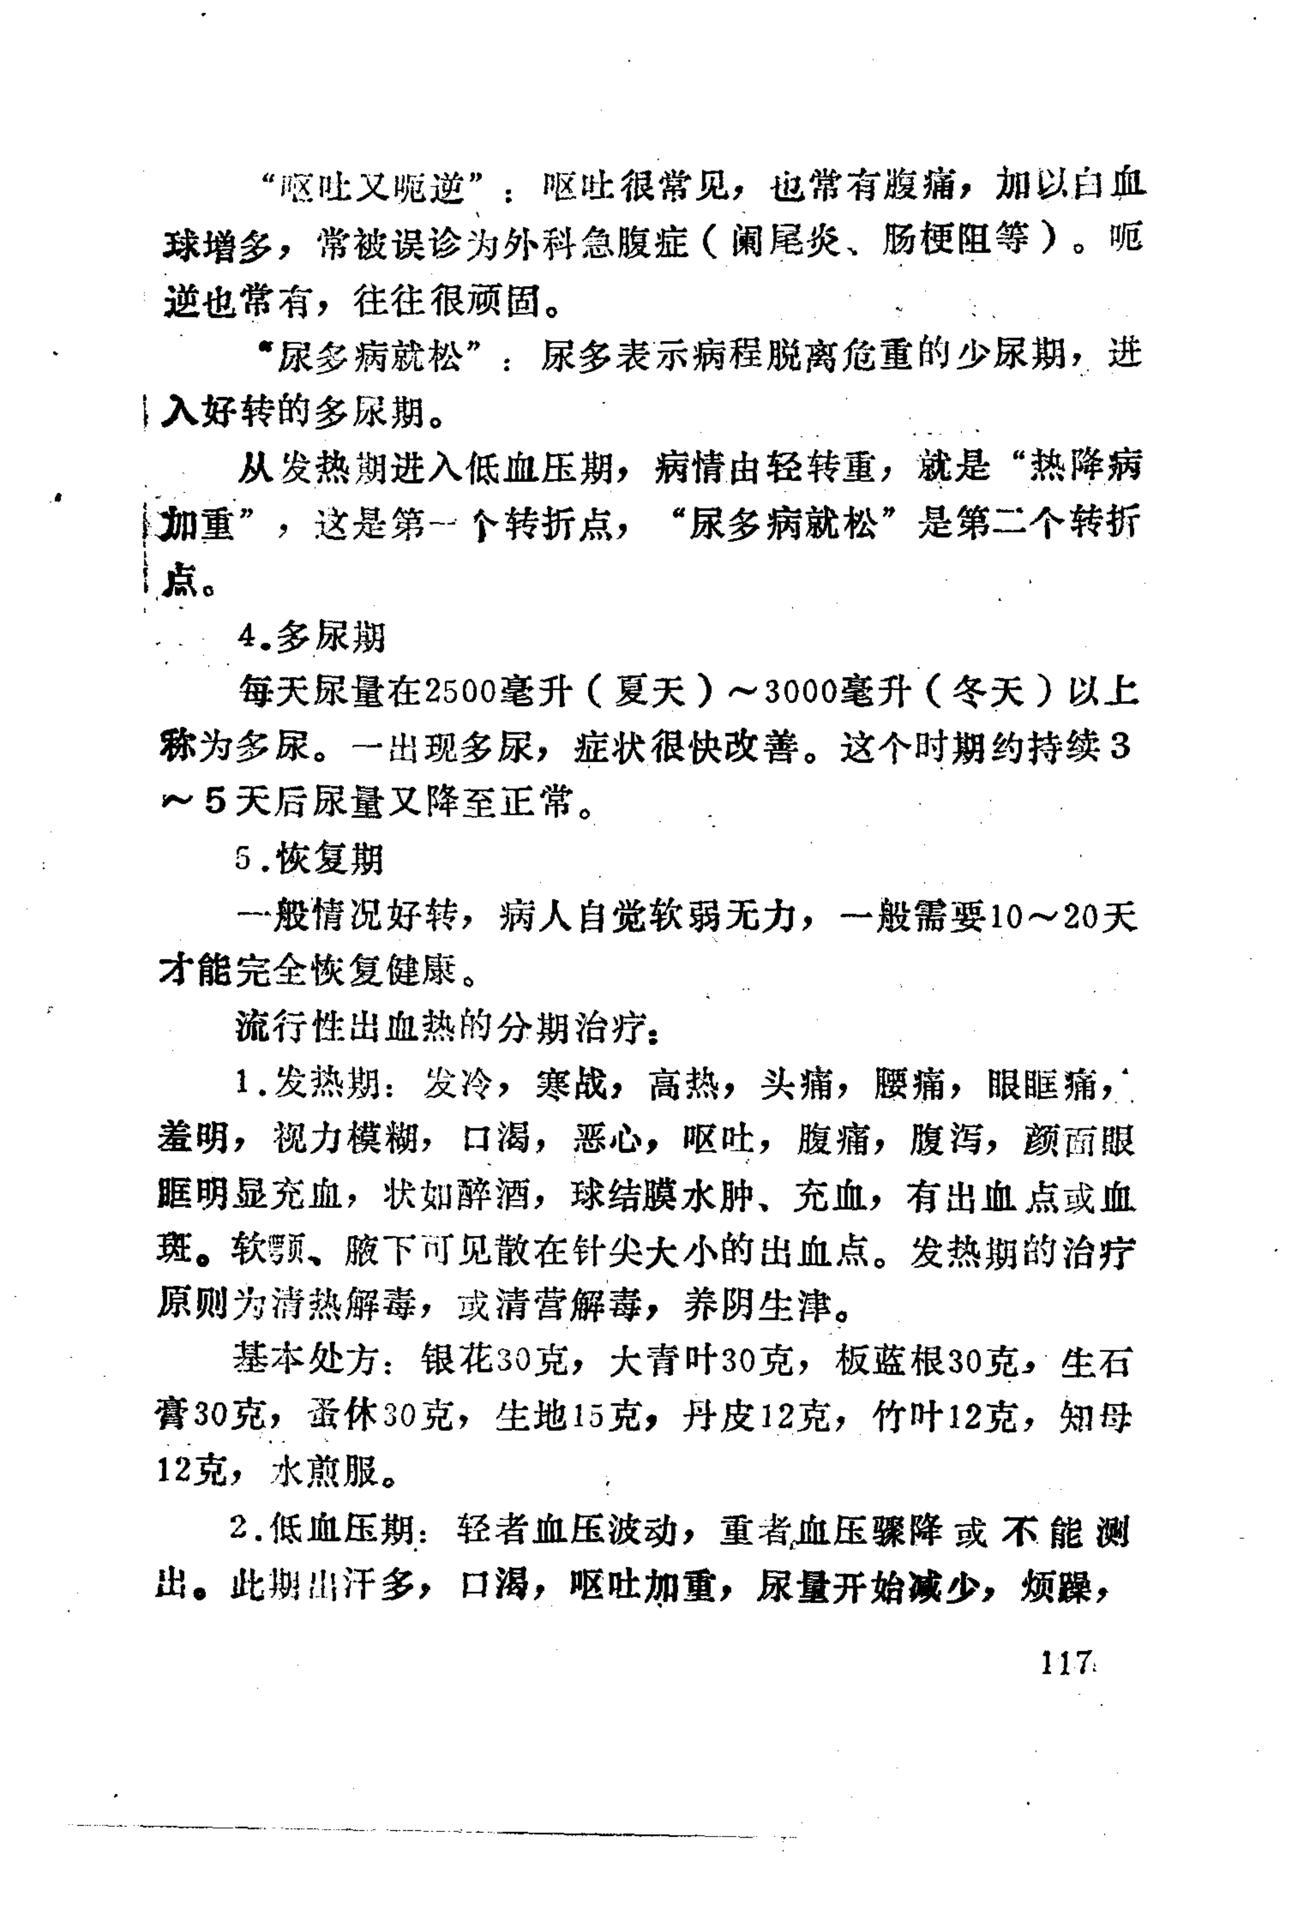 “呕吐又呃逆”：呕吐很常见，也常有腹痛，加以白血
球增多，常被误诊为外科急腹症（阑尾炎、肠梗阻等）。呃
逆也常有，往往很顽固。
“尿多病就松”：尿多表示病程脱离危重的少尿期，进
入好转的多尿期。
从发热期进入低血压期，病情由轻转重，就是“热降病
加重”，这是第一个转折点，“尿多病就松”是第二个转折
点。
4.多尿期
每天尿量在2500毫升（夏天）～3000毫升（冬天）以上
称为多尿。一出现多尿，症状很快改善。这个时期约持续3
～5天后尿量又降至正常。
5.恢复期
一般情况好转，病人自觉软弱无力，一般需要10～20天
才能完全恢复健康。
流行性出血热的分期治疗：
1.发热期：发冷，寒战，高热，头痛，腰痛，眼眶痛，
羞明，视力模糊，口渴，恶心，呕吐，腹痛，腹泻，颜面眼
眶明显充血，状如醉酒，球结膜水肿、充血，有出血点或血
斑。软颚、腋下可见散在针尖大小的出血点。发热期的治疗
原则为清热解毒，或清营解毒，养阴生津。
基本处方：银花30克，大青叶30克，板蓝根30克，生石
膏30克，蚤休30克，生地15克，丹皮12克，竹叶12克，知母
12克，水煎服。
2.低血压期：轻者血压波动，重者血压骤降或不能测
出。此期出汗多，口渴，呕吐加重，尿量开始减少，烦躁，
117